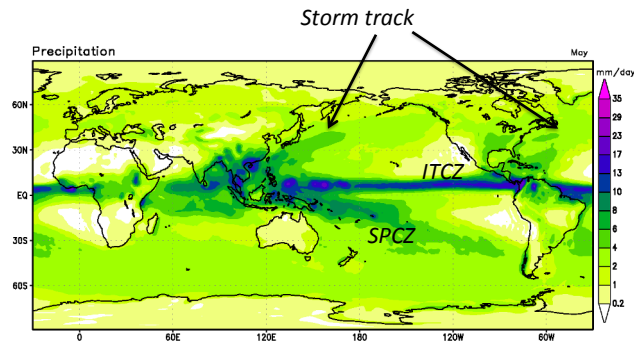 Storm track
Precipitation
May
mm/day
60N
30N
EQ
30S
60S
0
60E
120E
180
120W
60W
ITCZ
SPCZ
35
29
23
17
13
10
8
6
4
2
1
0.2